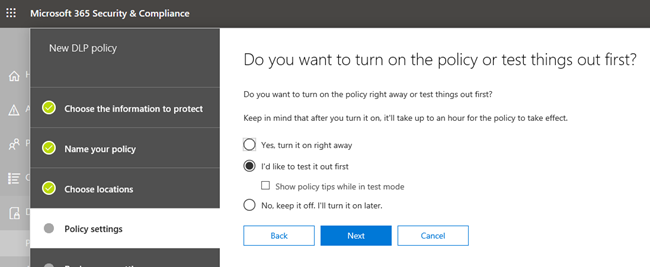 Microsoft 365 Security & Compliance
New DLP policy
Choose the information to protect
Name your policy
Choose locations
Policy settings
Do you want to turn on the policy or test things out first?
Do you want to turn on the policy right away or test things out first?
Keep in mind that after you turn it on, it'll take up to an hour for the policy to take effect.
Yes, turn it on right away
I'd like to test it out first
Show policy tips while in test mode
No, keep it off. I'll turn it on later.
Back
Next
Cancel